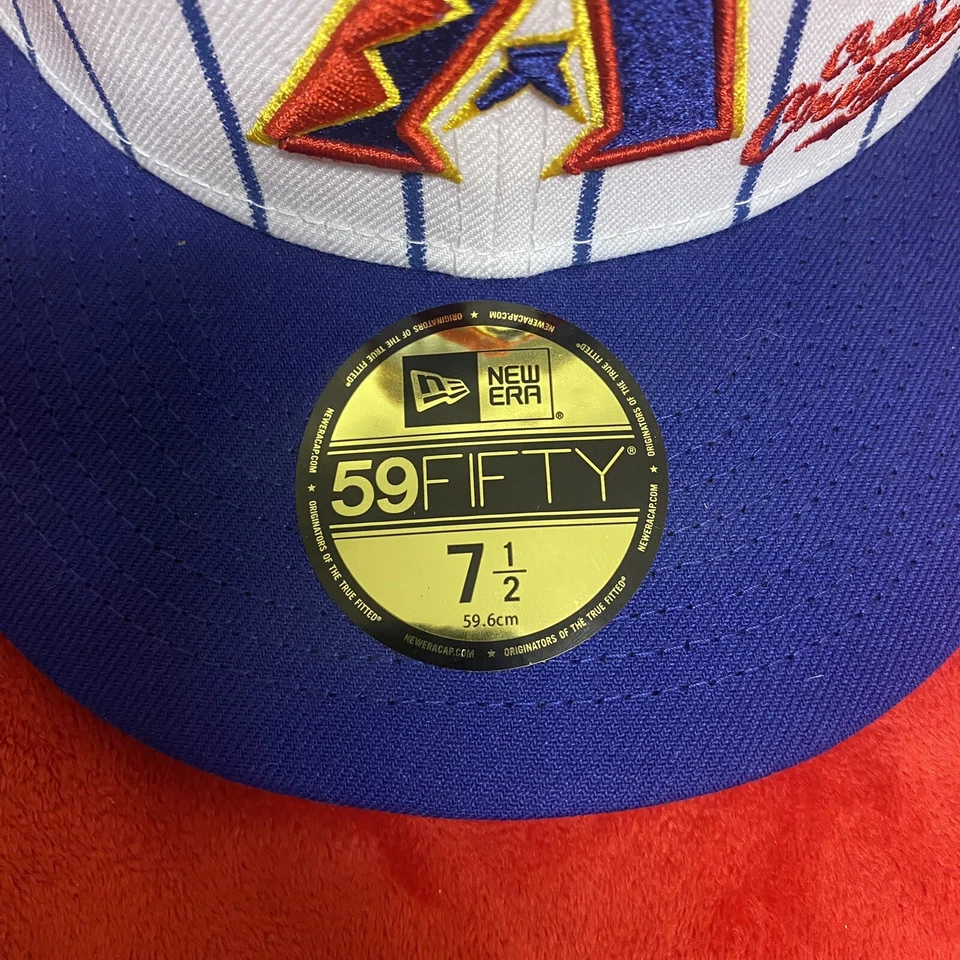 NEW
ERA®
59FIFTY®
7 1/2
59.6cm
NEWERACAP.COM ★ ORIGINATORS OF THE TRUE FITTED® NEWERACAP.COM ★ ORIGINATORS OF THE TRUE FITTED® NEWERACAP.COM ★ ORIGINATORS OF THE TRUE FITTED® NEWERACAP.COM ★ ORIGINATORS OF THE TRUE FITTED®